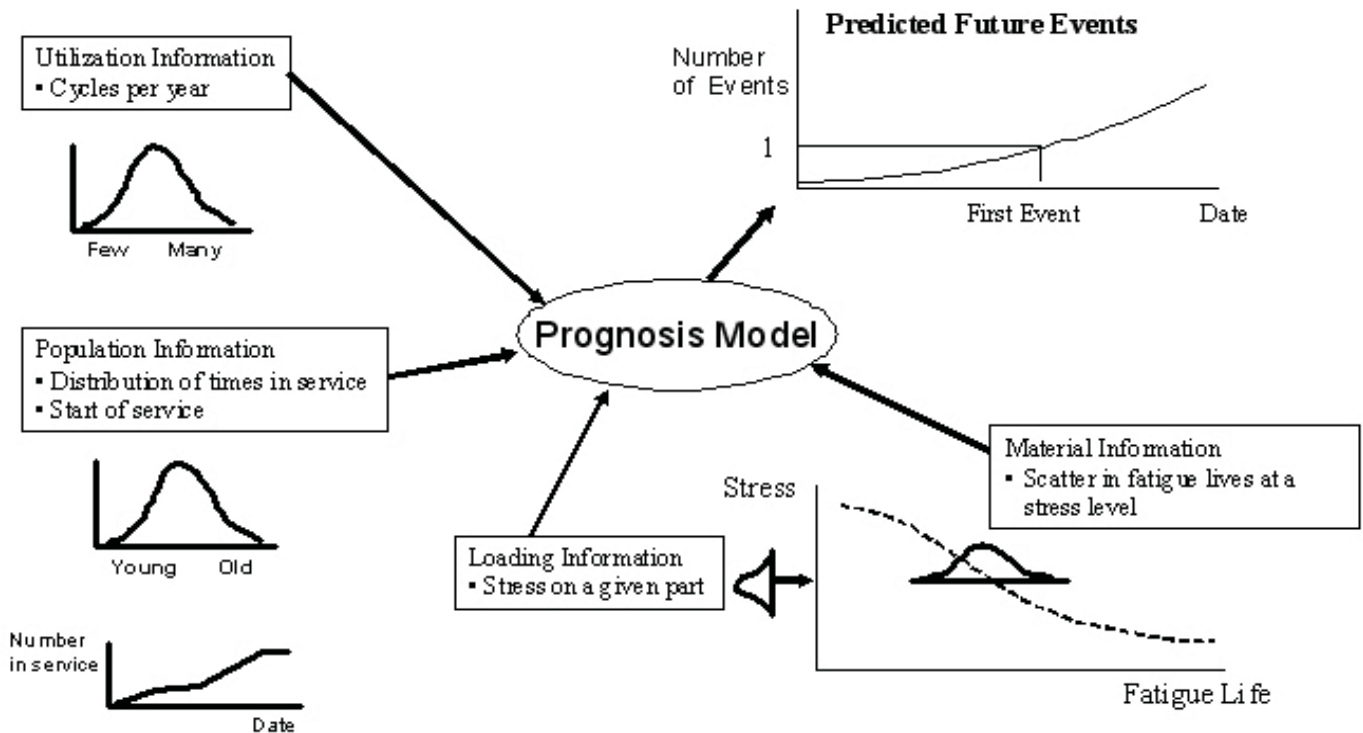 Predicted Future Events
Number
of Events
1
First Event
Date
Utilization Information
▪ Cycles per year
Few Many
Prognosis Model
Population Information
▪ Distribution of times in service
▪ Start of service
Young Old
Number
in service
Date
Loading Information
▪ Stress on a given part
Material Information
▪ Scatter in fatigue lives at a
stress level
Stress
Fatigue Life